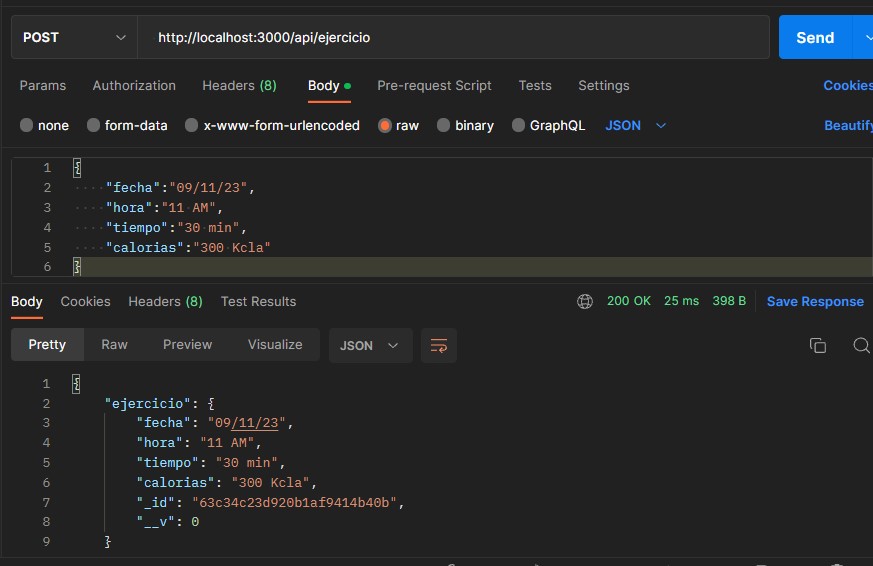 POST http://localhost:3000/api/ejercicio Send
Params Authorization Headers (8) Body Pre-request Script Tests Settings Cookies
none form-data x-www-form-urlencoded raw binary GraphQL JSON Beautify
1 {
2 "fecha":"09/11/23",
3 "hora":"11 AM",
4 "tiempo":"30 min",
5 "calorias":"300 Kcla"
6 }
Body Cookies Headers (8) Test Results 200 OK 25 ms 398 B Save Response
Pretty Raw Preview Visualize JSON
1 {
2 "ejercicio": {
3 "fecha": "09/11/23",
4 "hora": "11 AM",
5 "tiempo": "30 min",
6 "calorias": "300 Kcla",
7 "_id": "63c34c23d920b1af9414b40b",
8 "__v": 0
9 }